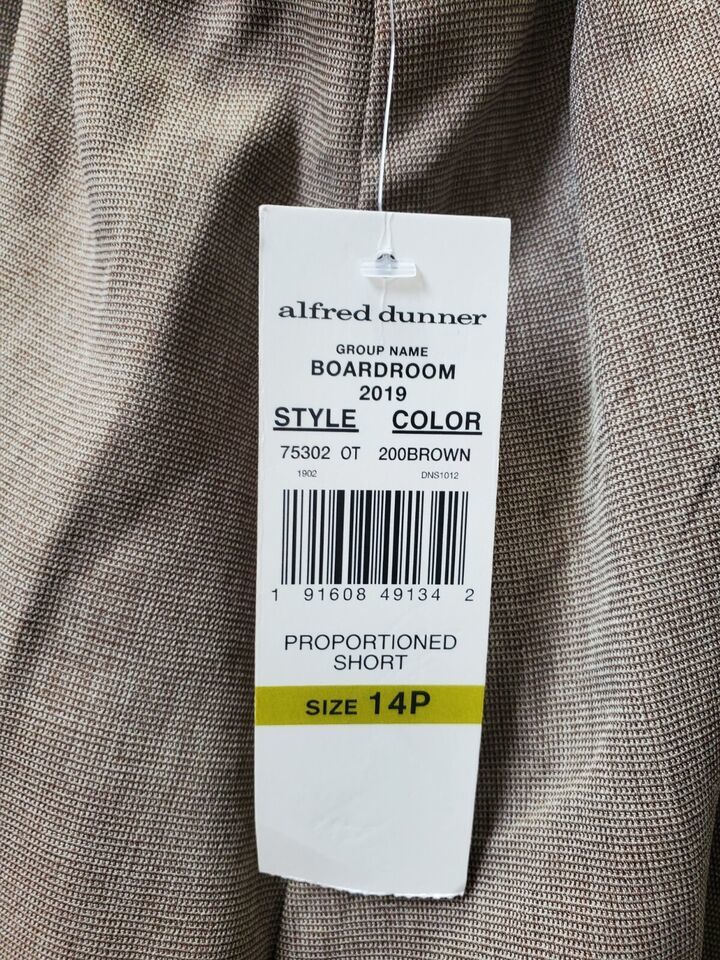 alfred dunner
GROUP NAME
BOARDROOM
2019
STYLE COLOR
75302 OT 200BROWN
1902 DNS1012
1 91608 49134 2
PROPORTIONED
SHORT
SIZE 14P